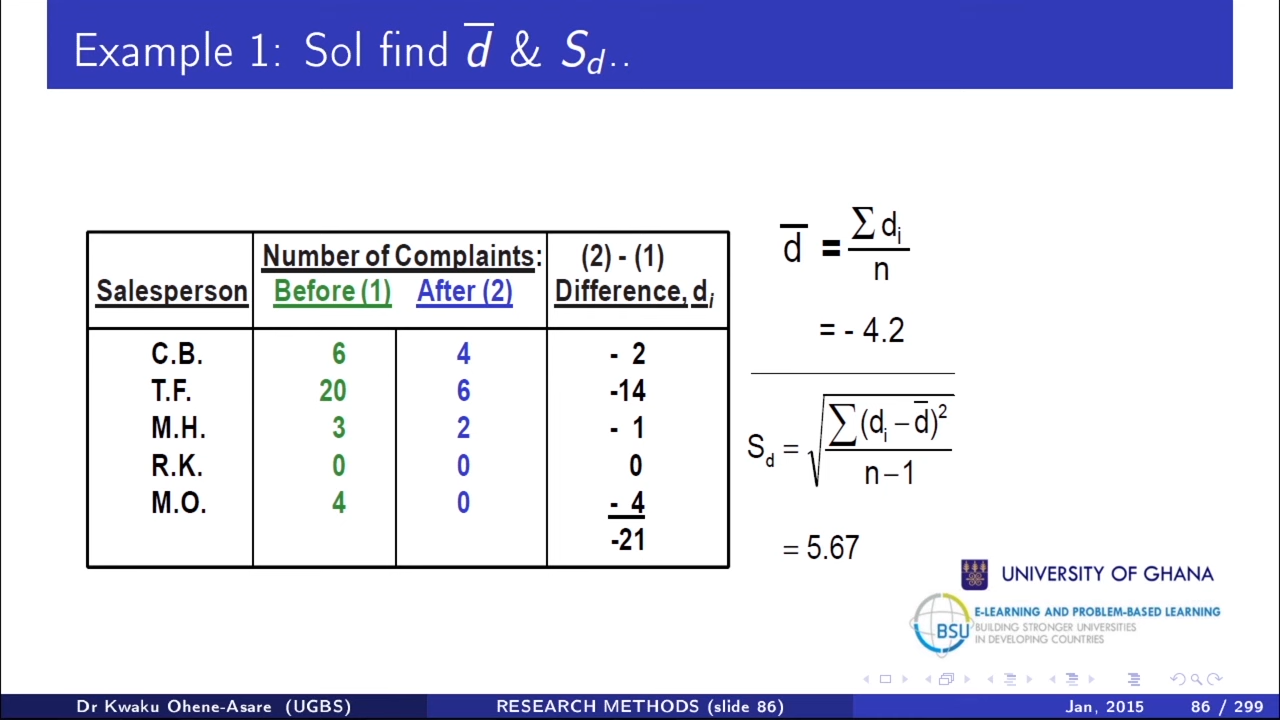 Example 1: Sol find d̅ & S_d..
Number of Complaints: (2) - (1)
Salesperson Before (1) After (2) Difference, d_i
C.B. 6 4 - 2
T.F. 20 6 -14
M.H. 3 2 - 1
R.K. 0 0 0
M.O. 4 0 - 4
-21
d̅ = ∑ d_i / n
= - 4.2
S_d = √(∑(d_i – d̅)² / n–1)
= 5.67
UNIVERSITY OF GHANA
E-LEARNING AND PROBLEM-BASED LEARNING
BSU BUILDING STRONGER UNIVERSITIES
IN DEVELOPING COUNTRIES
Dr Kwaku Ohene-Asare (UGBS) RESEARCH METHODS (slide 86) Jan, 2015 86 / 299